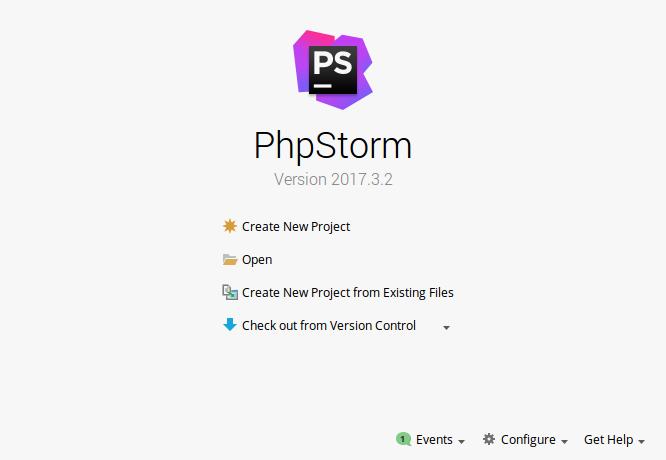 PS
PhpStorm
Version 2017.3.2
Create New Project
Open
Create New Project from Existing Files
Check out from Version Control
1 Events Configure Get Help